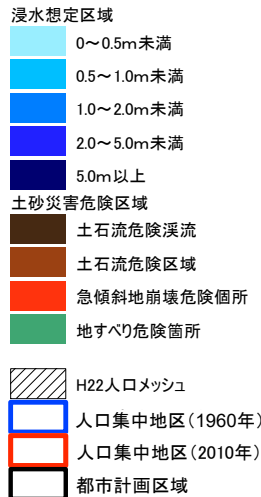 浸水想定区域
0～0.5m未満
0.5～1.0m未満
1.0～2.0m未満
2.0～5.0m未満
5.0m以上
土砂災害危険区域
土石流危険渓流
土石流危険区域
急傾斜地崩壊危険個所
地すべり危険箇所
H22人口メッシュ
人口集中地区（1960年）
人口集中地区（2010年）
都市計画区域